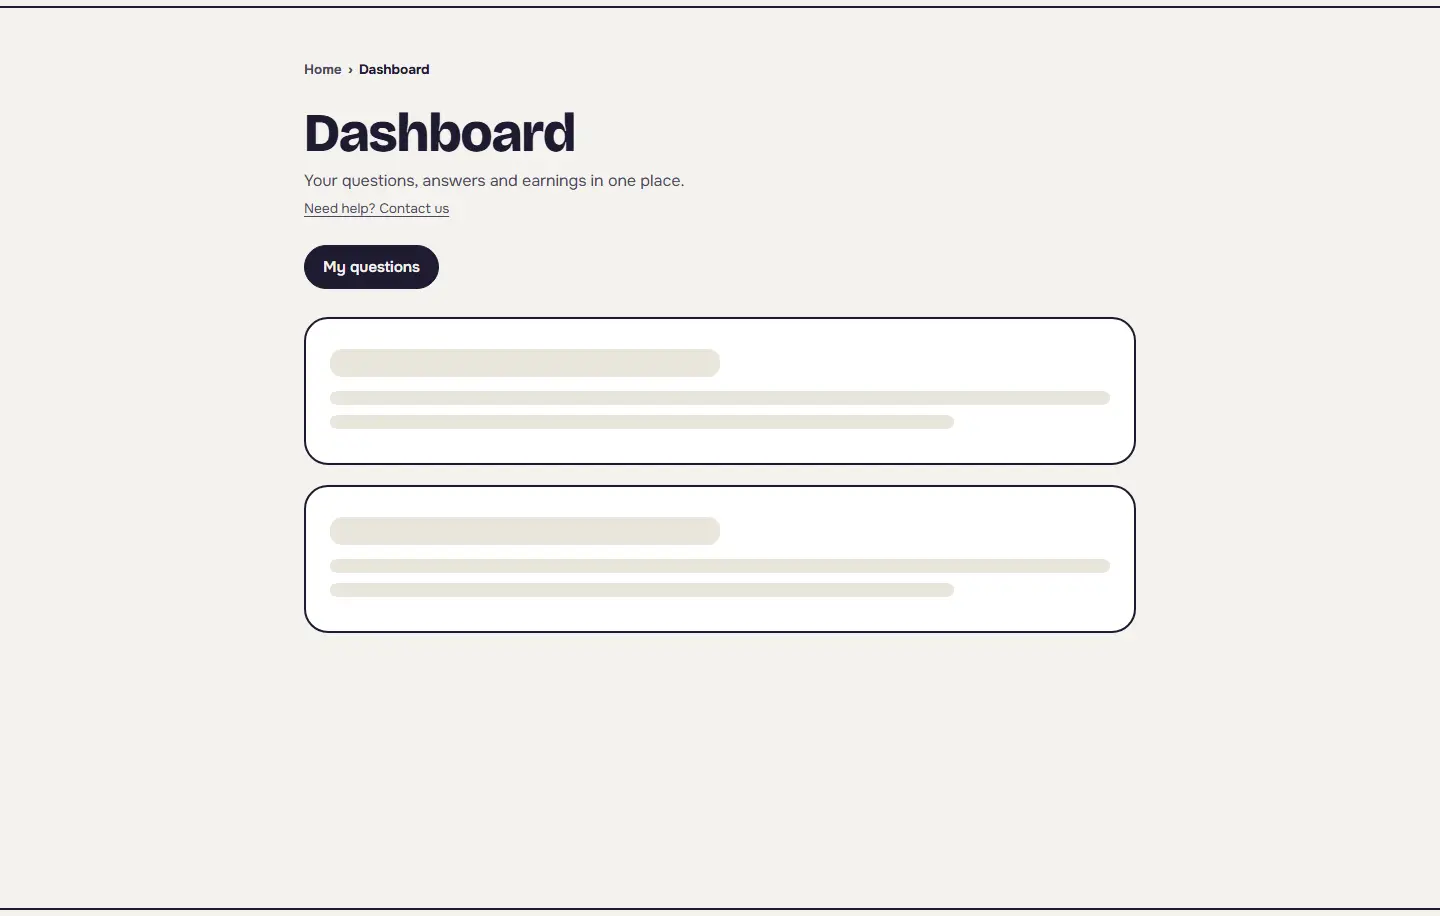 Home › Dashboard
Dashboard
Your questions, answers and earnings in one place.
Need help? Contact us
My questions